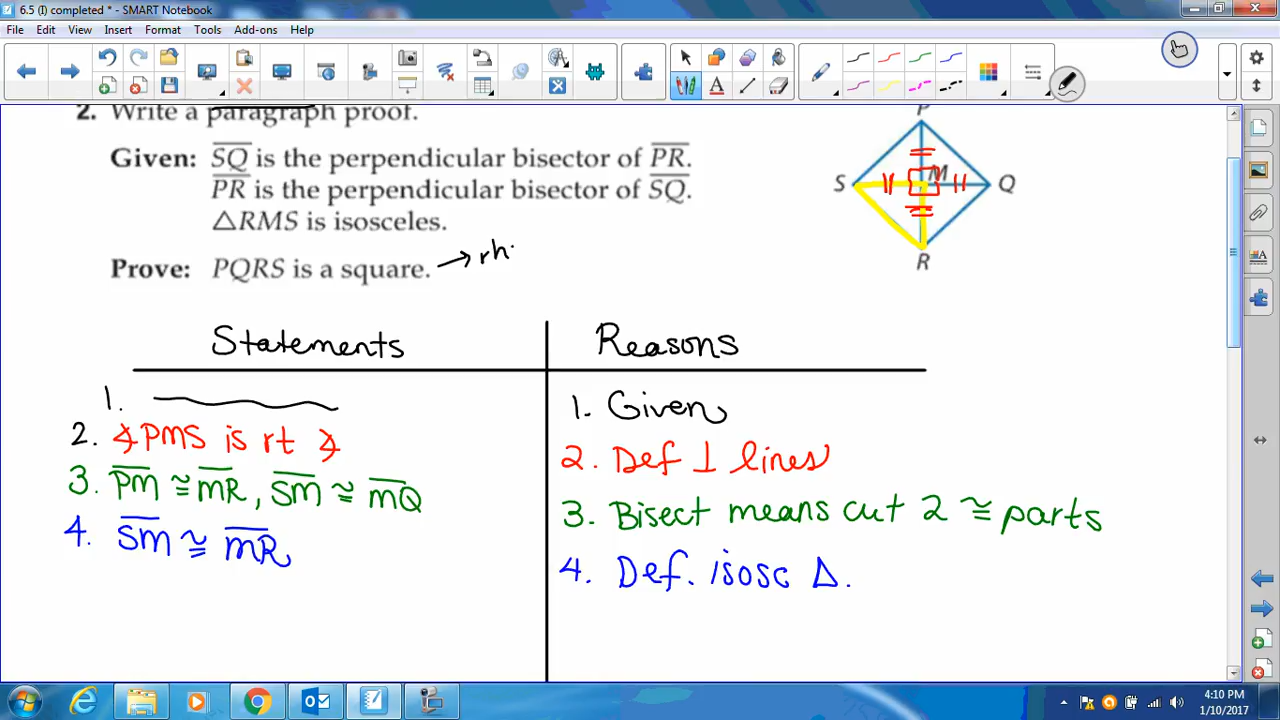 6.5 (I) completed * - SMART Notebook
File Edit View Insert Format Tools Add-ons Help
2. Write a paragraph proof.
Given: SQ is the perpendicular bisector of PR.
PR is the perpendicular bisector of SQ.
△RMS is isosceles.
Prove: PQRS is a square. → rh
P
S
M
Q
R
Statements Reasons
1. 1. Given
2. ∡PMS is rt ∡ 2. Def ⊥ lines
3. PM ≅ MR, SM ≅ MQ 3. Bisect means cut 2 ≅ parts
4. SM ≅ MR 4. Def. isosc Δ.
4:10 PM
1/10/2017